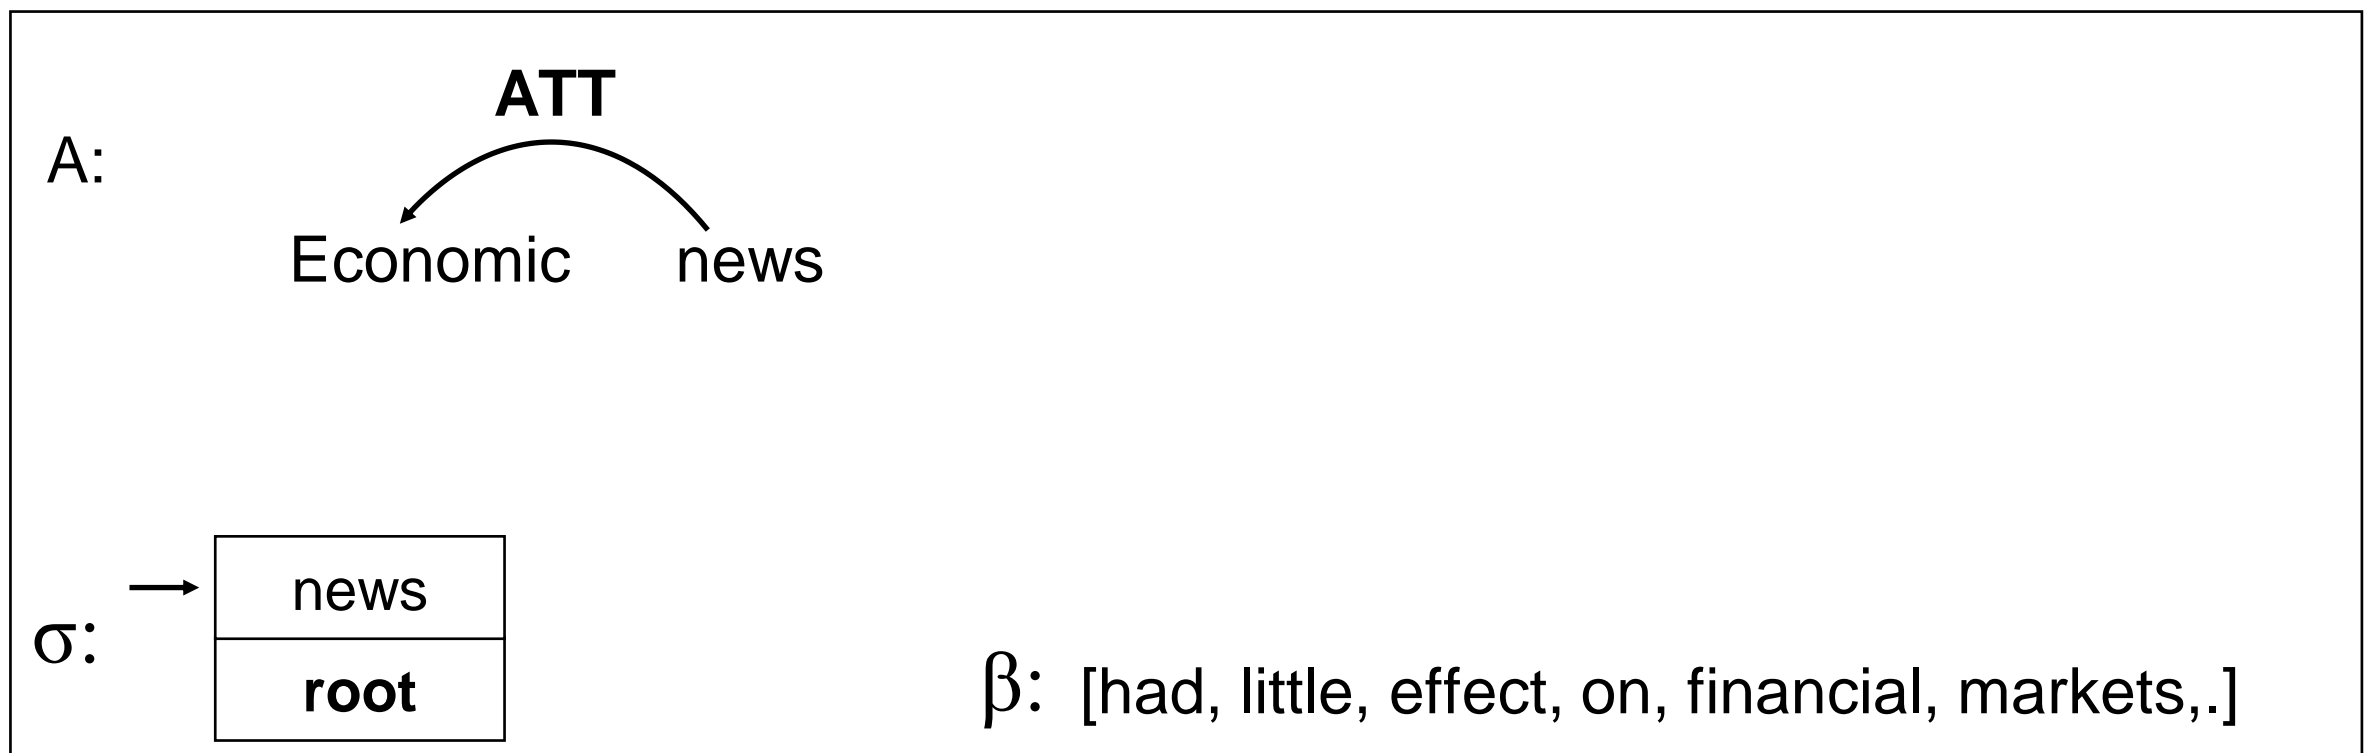 ATT
A:
Economic news
news
σ:
root
β: [had, little, effect, on, financial, markets,.]